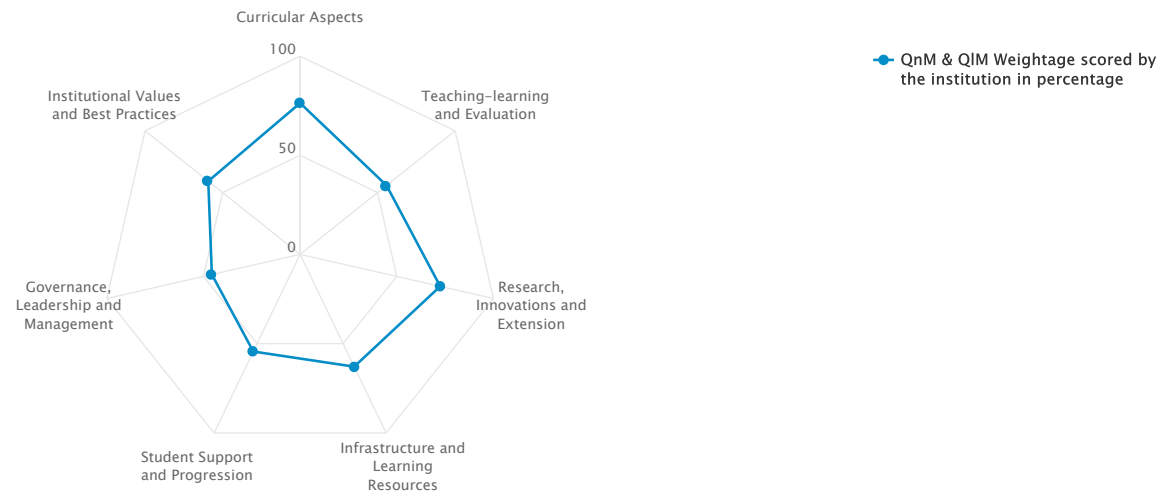 Curricular Aspects
100
QnM & QlM Weightage scored by
the institution in percentage
Institutional Values
and Best Practices
Teaching-learning
and Evaluation
50
0
Governance,
Leadership and
Management
Research,
Innovations and
Extension
Student Support
and Progression
Infrastructure and
Learning
Resources